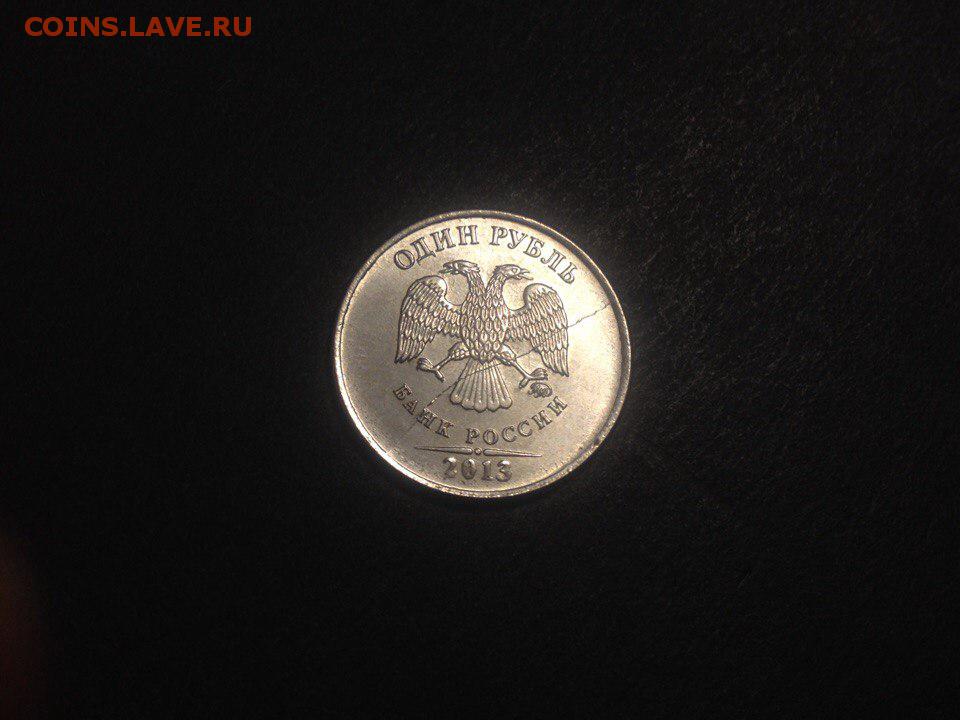 COINS.LAVE.RU
ОДИН РУБЛЬ
БАНК РОССИИ
2013